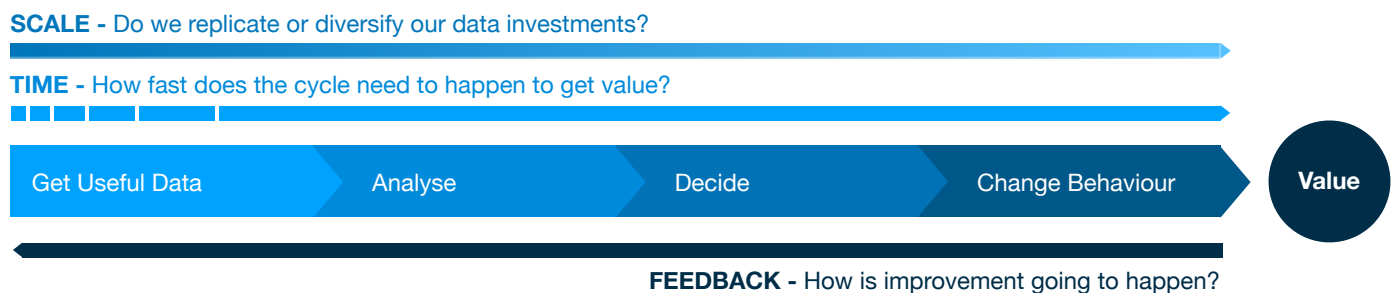 SCALE - Do we replicate or diversify our data investments?
TIME - How fast does the cycle need to happen to get value?
Get Useful Data
Analyse
Decide
Change Behaviour
Value
FEEDBACK - How is improvement going to happen?